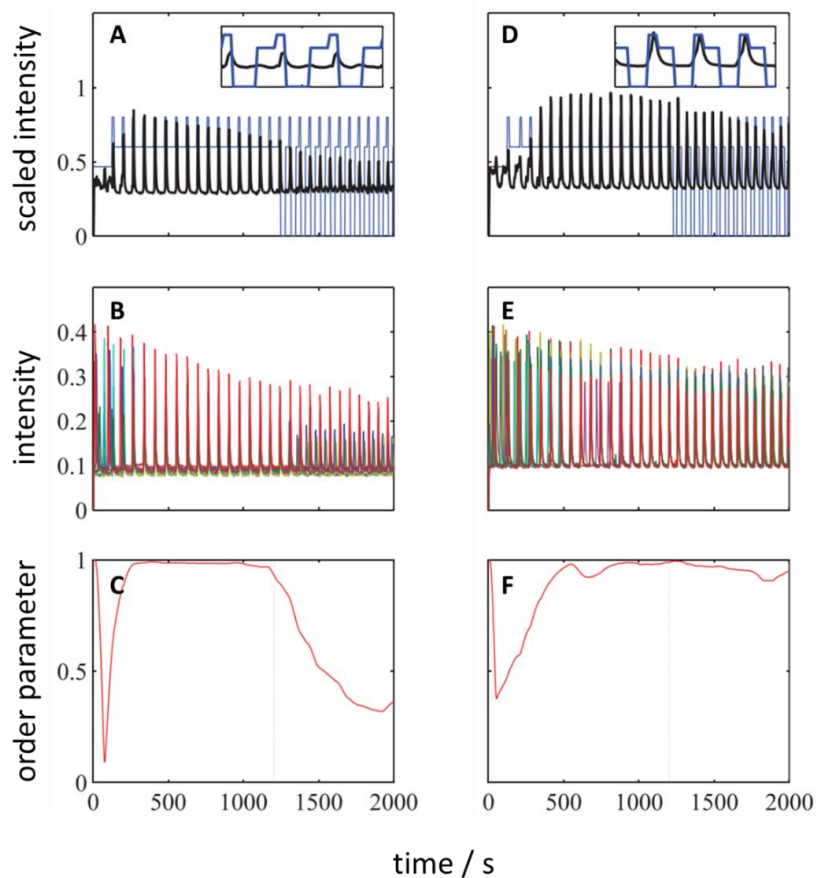 A
D
scaled intensity
1
0.5
0
B
E
intensity
0.4
0.3
0.2
0.1
0
C
F
order parameter
1
0.5
0
0 500 1000 1500 2000
0 500 1000 1500 2000
time / s